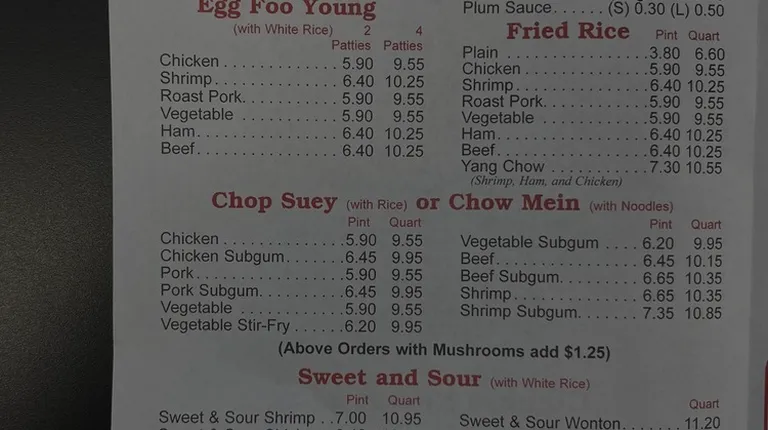 Plum Sauce...... (S) 0.30 (L) 0.50
Egg Foo Young
(with White Rice) 2 4
Patties Patties
Chicken ............. 5.90 9.55
Shrimp.............. 6.40 10.25
Roast Pork........... 5.90 9.55
Vegetable ........... 5.90 9.55
Ham................ 6.40 10.25
Beef................ 6.40 10.25
Fried Rice Pint Quart
Plain ................3.80 6.60
Chicken ..............5.90 9.55
Shrimp...............6.40 10.25
Roast Pork............5.90 9.55
Vegetable ............5.90 9.55
Ham.................6.40 10.25
Beef.................6.40 10.25
Yang Chow ...........7.30 10.55
(Shrimp, Ham, and Chicken)
Chop Suey (with Rice) or Chow Mein (with Noodles)
Pint Quart
Chicken .............5.90 9.55
Chicken Subgum.......6.45 9.95
Pork................5.90 9.55
Pork Subgum..........6.45 9.95
Vegetable ...........5.90 9.55
Vegetable Stir-Fry ......6.20 9.95
Pint Quart
Vegetable Subgum .... 6.20 9.95
Beef................ 6.45 10.15
Beef Subgum......... 6.65 10.35
Shrimp.............. 6.65 10.35
Shrimp Subgum....... 7.35 10.85
(Above Orders with Mushrooms add $1.25)
Sweet and Sour (with White Rice)
Pint Quart
Sweet & Sour Shrimp ..7.00 10.95
Quart
Sweet & Sour Wonton....... 11.20